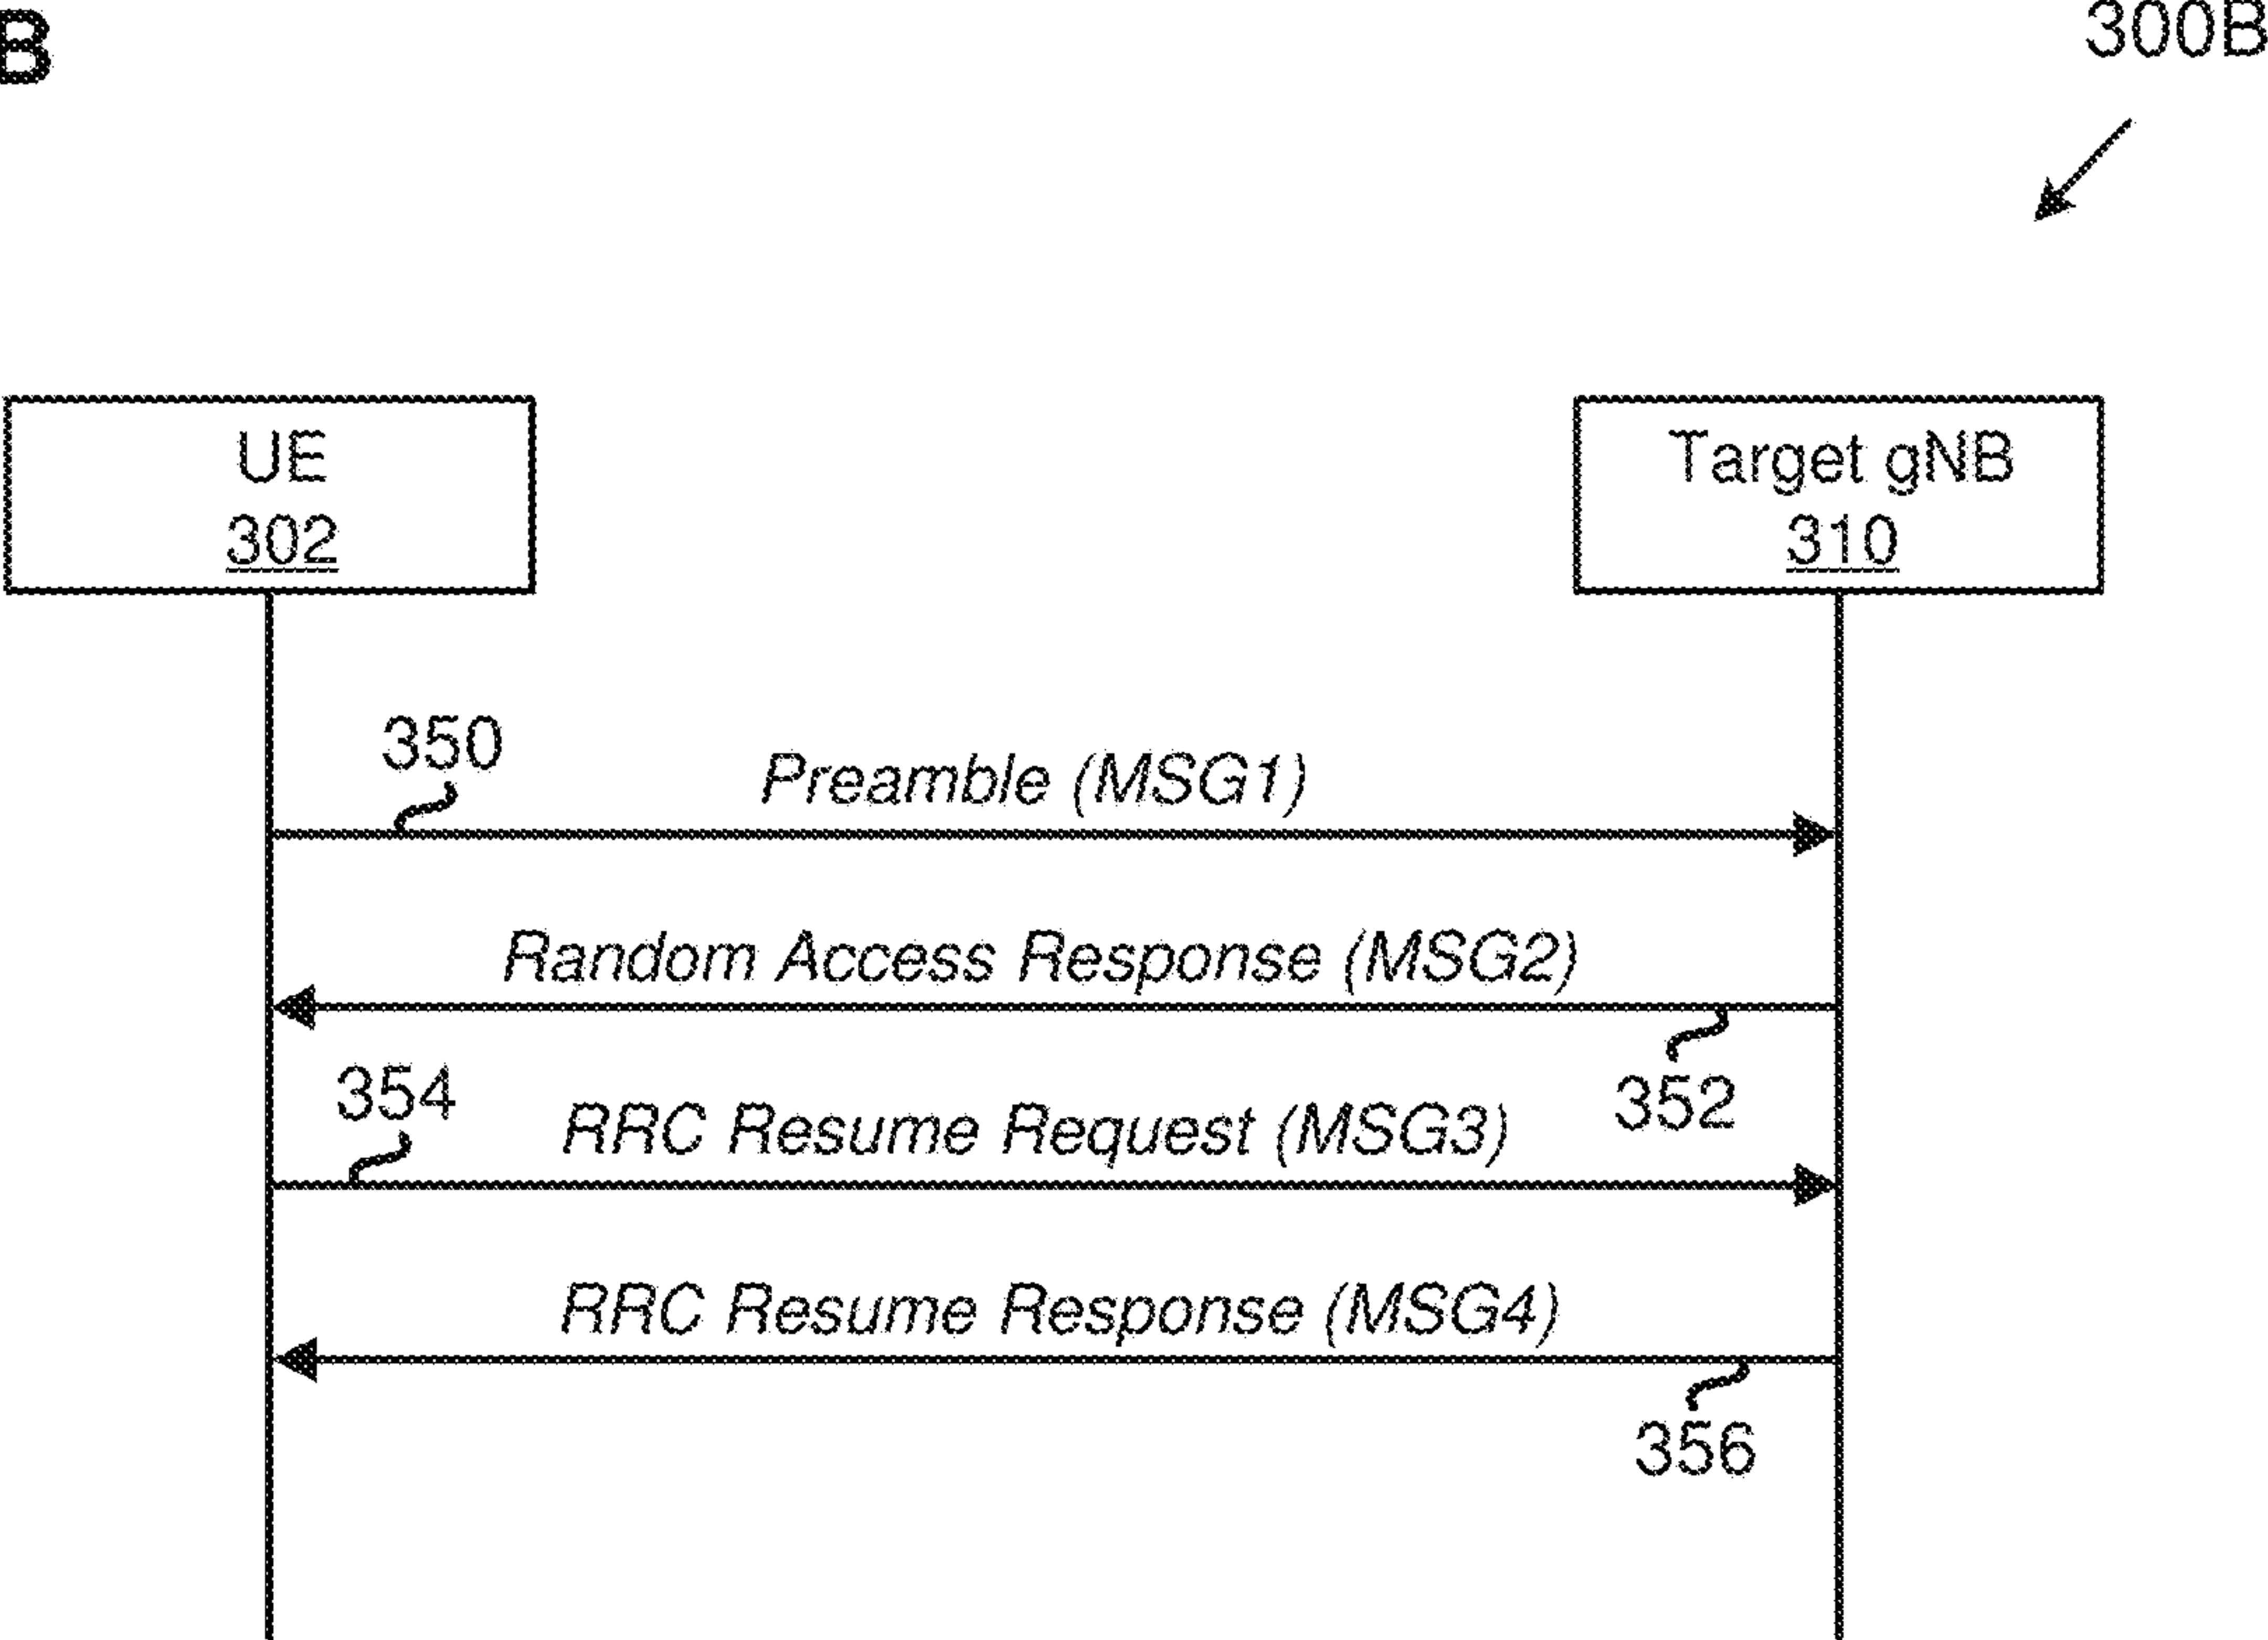 B
300B
UE
302
Target gNB
310
350
Preamble (MSG1)
Random Access Response (MSG2)
352
354
RRC Resume Request (MSG3)
RRC Resume Response (MSG4)
356